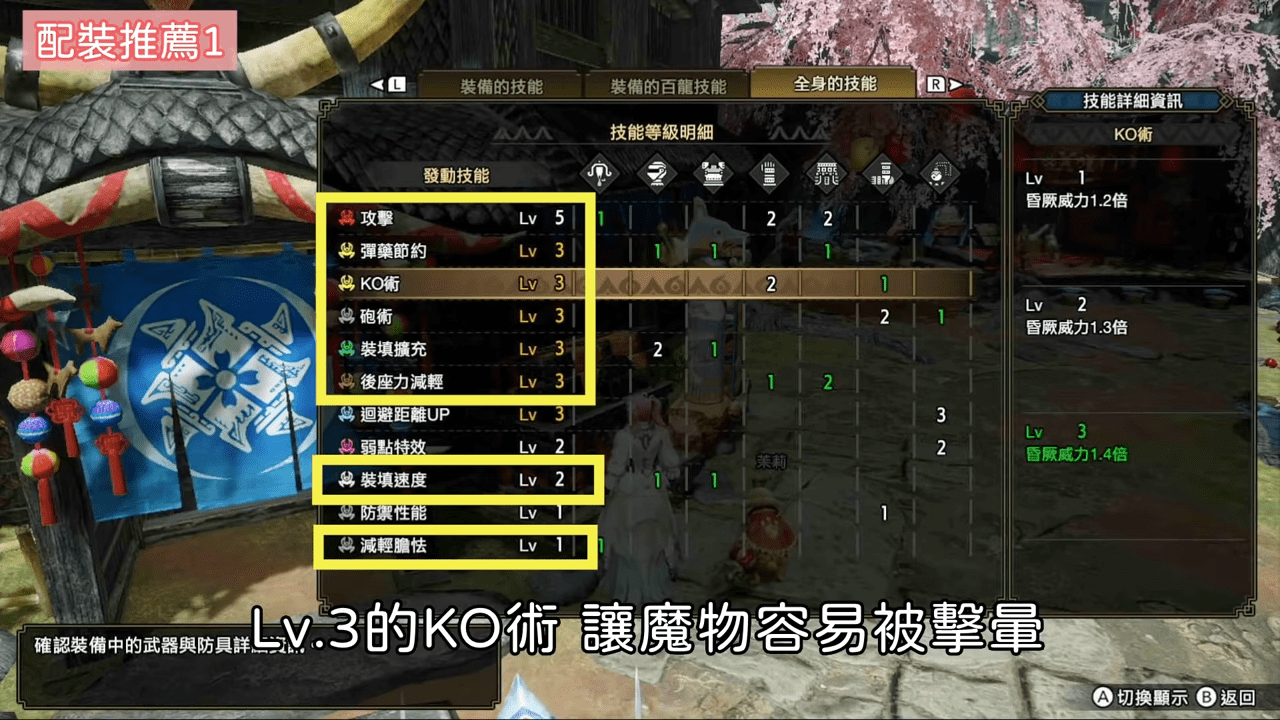 配裝推薦1
L 裝備的技能 裝備的百龍技能 全身的技能 R
技能等級明細
發動技能
攻擊 Lv 5 1 2 2
彈藥節約 Lv 3 1 1 1
KO術 Lv 3 2 1
砲術 Lv 3 2 1
裝填擴充 Lv 3 2 1
後座力減輕 Lv 3 1 2
迴避距離UP Lv 3 3
弱點特效 Lv 2 2
裝填速度 Lv 2 1 1
防禦性能 Lv 1 1
減輕膽怯 Lv 1 1
茉莉
技能詳細資訊
KO術
Lv 1
昏厥威力1.2倍
Lv 2
昏厥威力1.3倍
Lv 3
昏厥威力1.4倍
Lv.3的KO術 讓魔物容易被擊暈
確認裝備中的武器與防具詳
A 切換顯示 B 返回